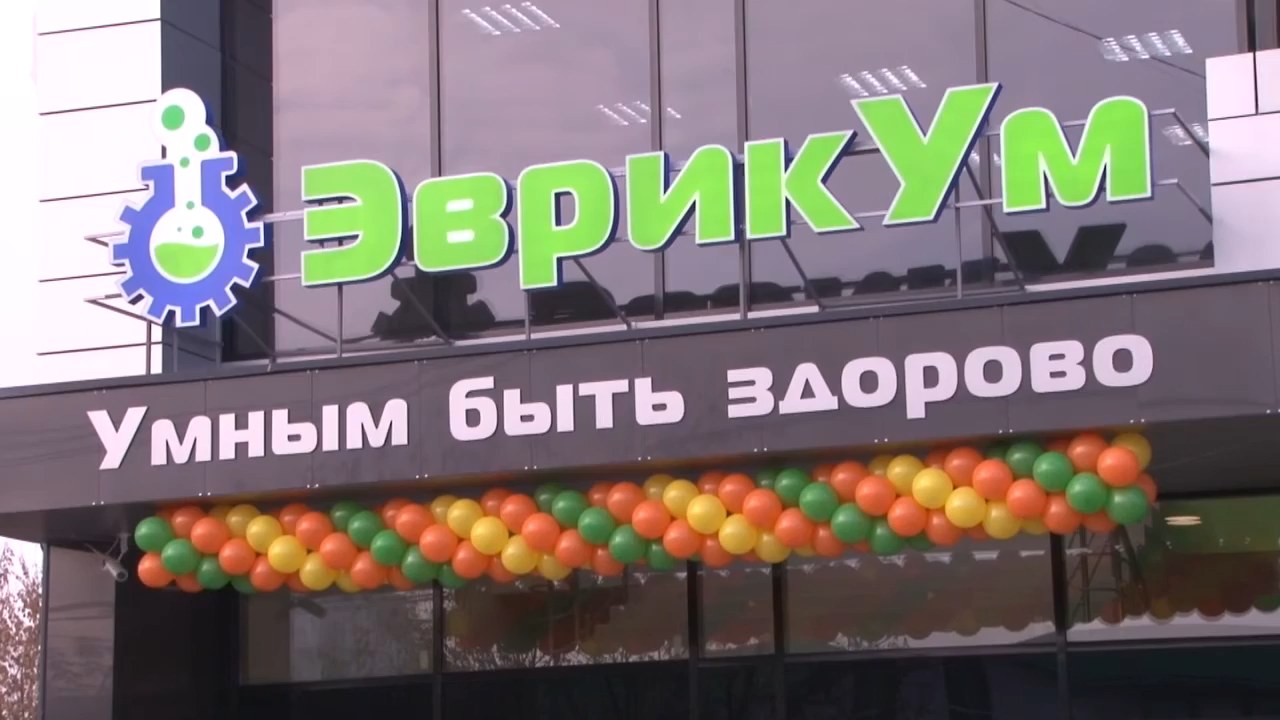 ЭврикУм
Умным быть здорово